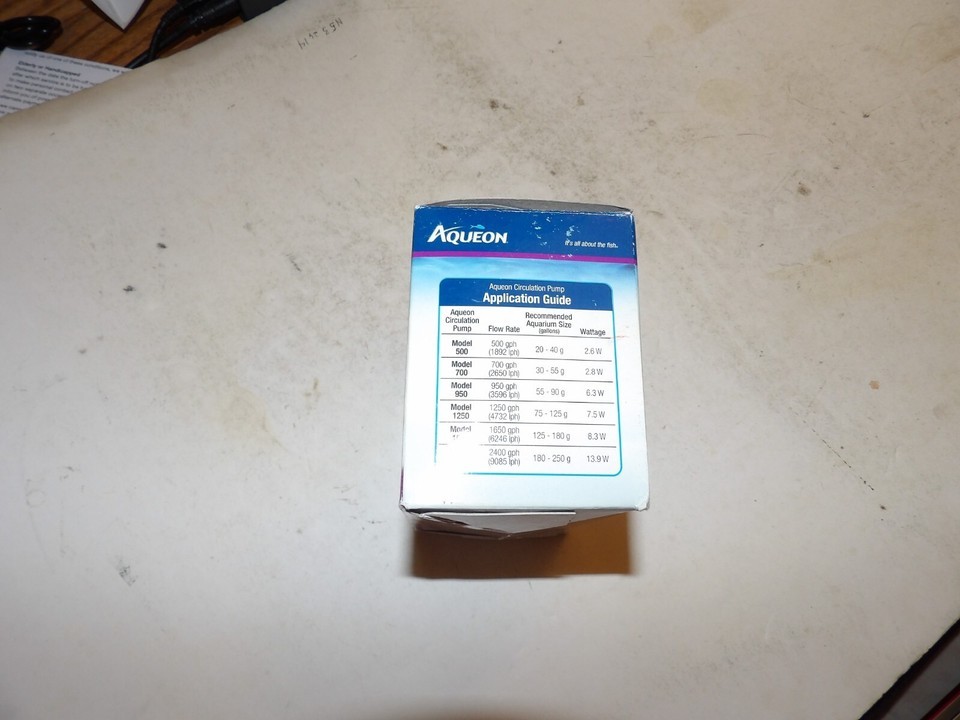 Elderly or Handicapped
AQUEON
It's all about the fish.
Aqueon Circulation Pump
Application Guide
Aqueon Circulation Pump Flow Rate Recommended Aquarium Size (gallons) Wattage
Model 500 500 gph (1892 lph) 20 - 40 g 2.6 W
Model 700 700 gph (2650 lph) 30 - 55 g 2.8 W
Model 950 950 gph (3596 lph) 55 - 90 g 6.3 W
Model 1250 1250 gph (4732 lph) 75 - 125 g 7.5 W
Model 1650 gph (6246 lph) 125 - 180 g 8.3 W
2400 gph (9085 lph) 180 - 250 g 13.9 W